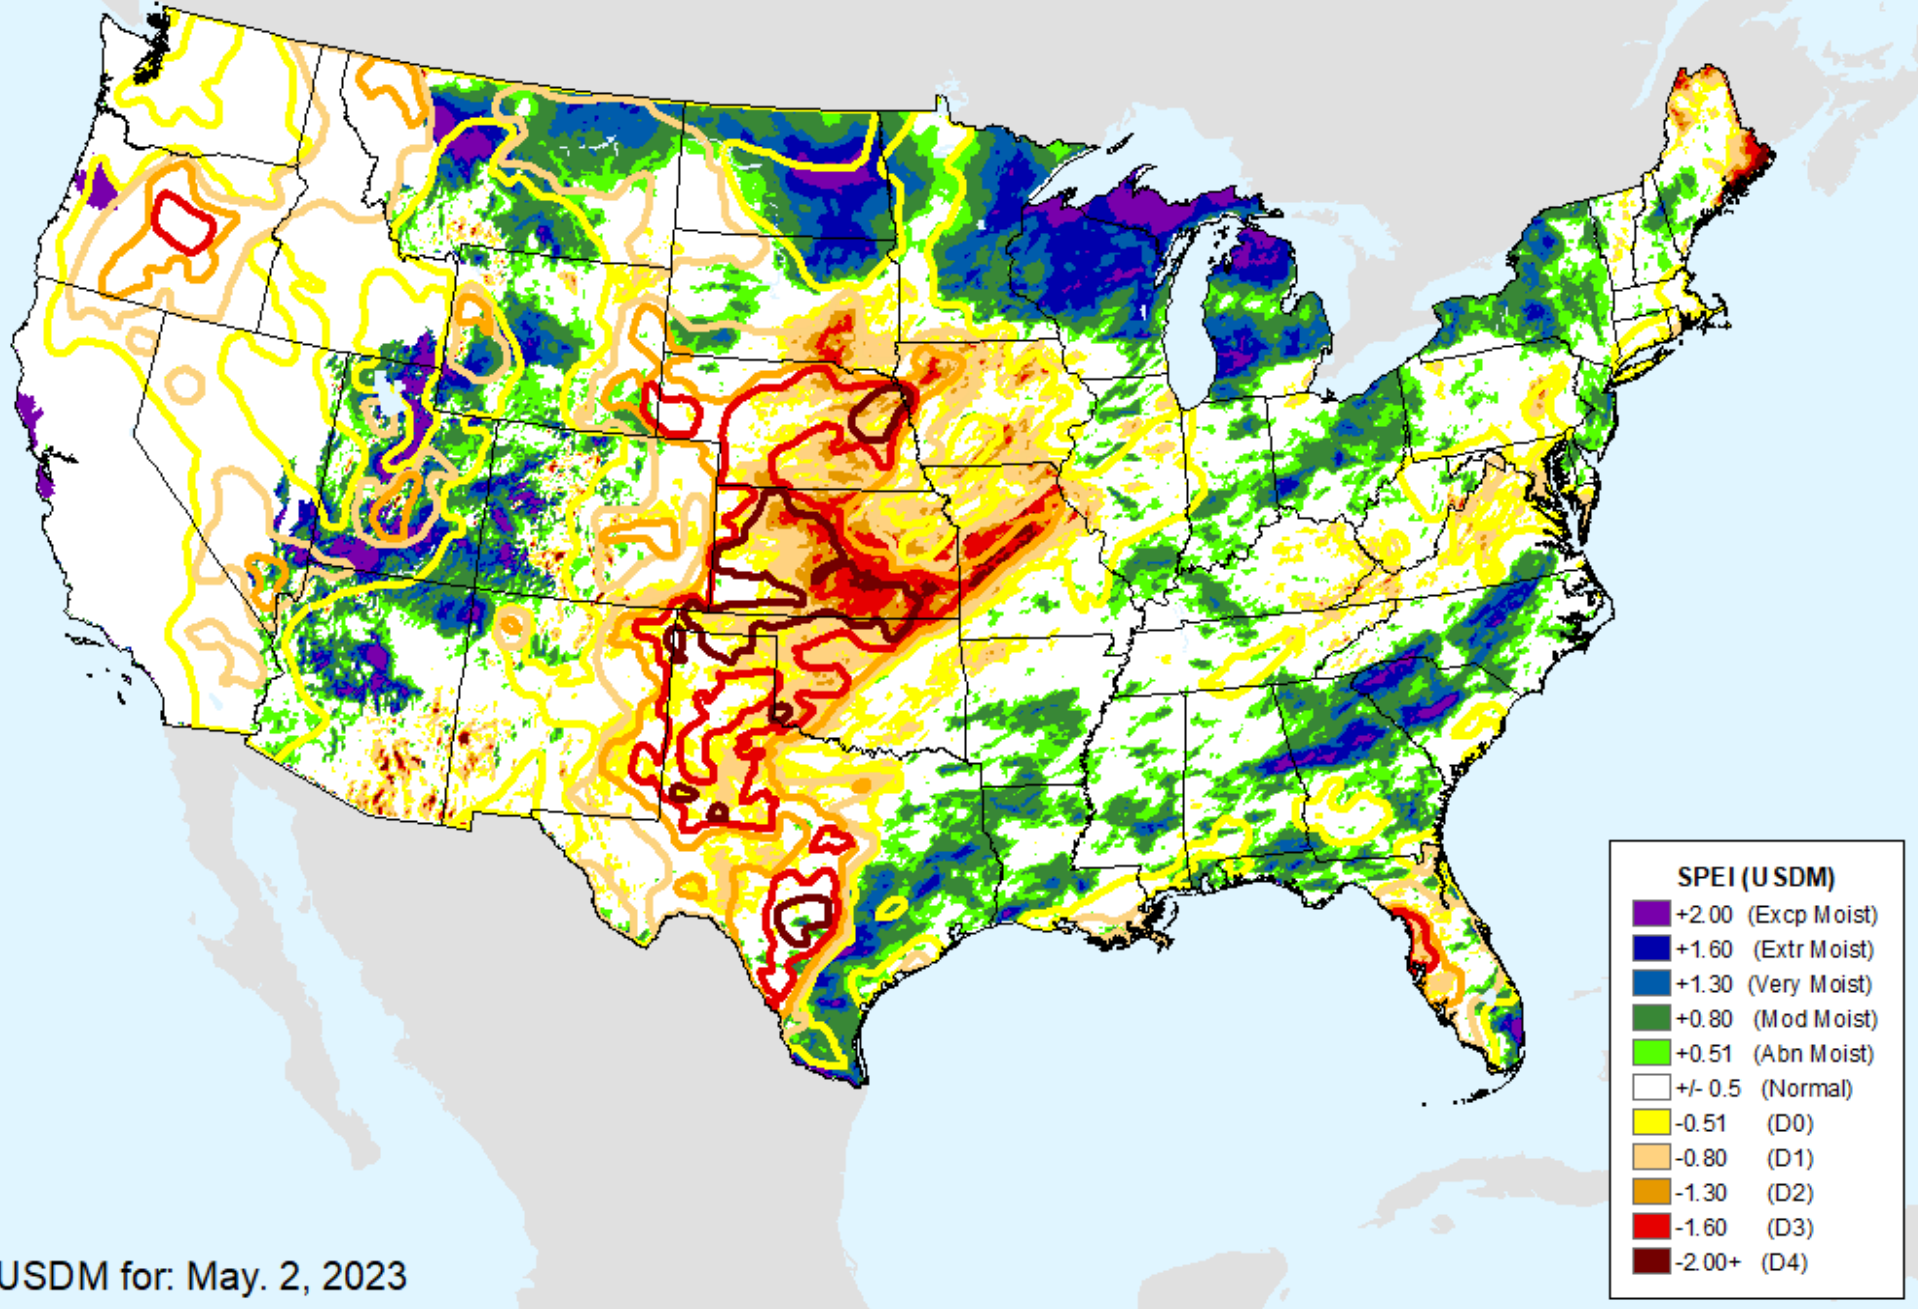 SPEI (USDM)
+2.00 (Excp Moist)
+1.60 (Extr Moist)
+1.30 (Very Moist)
+0.80 (Mod Moist)
+0.51 (Abn Moist)
+/- 0.5 (Normal)
-0.51 (D0)
-0.80 (D1)
-1.30 (D2)
-1.60 (D3)
-2.00+ (D4)
USDM for: May. 2, 2023